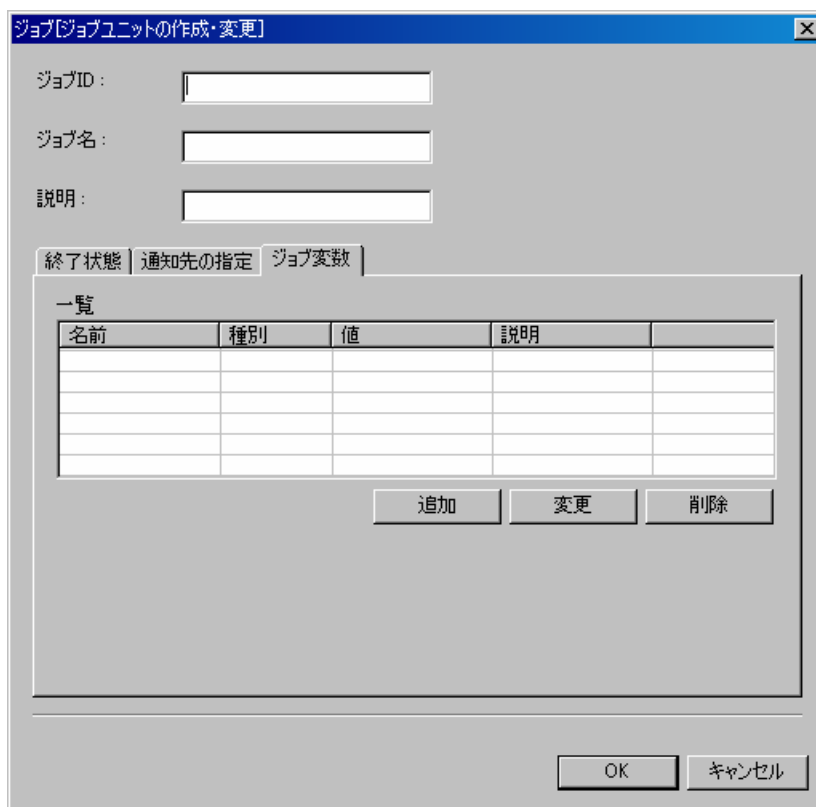 ジョブ[ジョブユニットの作成・変更]
ジョブID：
ジョブ名：
説明：
終了状態 通知先の指定 ジョブ変数
一覧
名前 種別 値 説明
追加 変更 削除
OK キャンセル